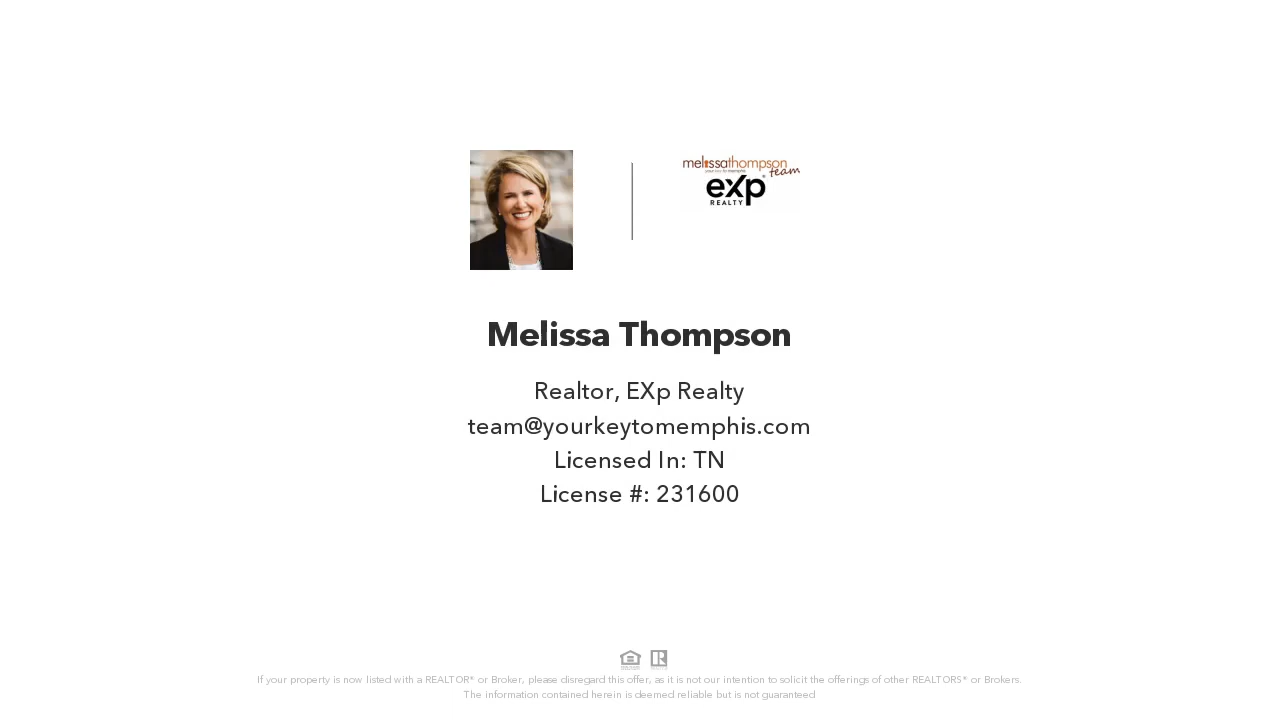 melissathompson
team
eXp
REALTY
Melissa Thompson
Realtor, EXp Realty
team@yourkeytomemphis.com
Licensed In: TN
License #: 231600
If your property is now listed with a REALTOR® or Broker, please disregard this offer, as it is not our intention to solicit the offerings of other REALTORS® or Brokers.
The information contained herein is deemed reliable but is not guaranteed